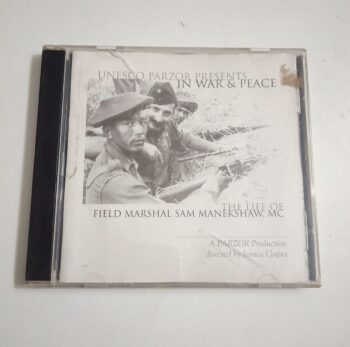 UNESCO PARZOR PRESENTS
IN WAR & PEACE
THE LIFE OF
FIELD MARSHAL SAM MANEKSHAW, MC
A PARZOR Production
directed by Jessica Gupta